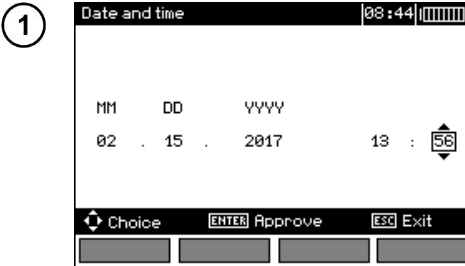 1
Date and time 08:44
MM DD YYYY
02 . 15 . 2017 13 : 56
Choice ENTER Approve ESC Exit